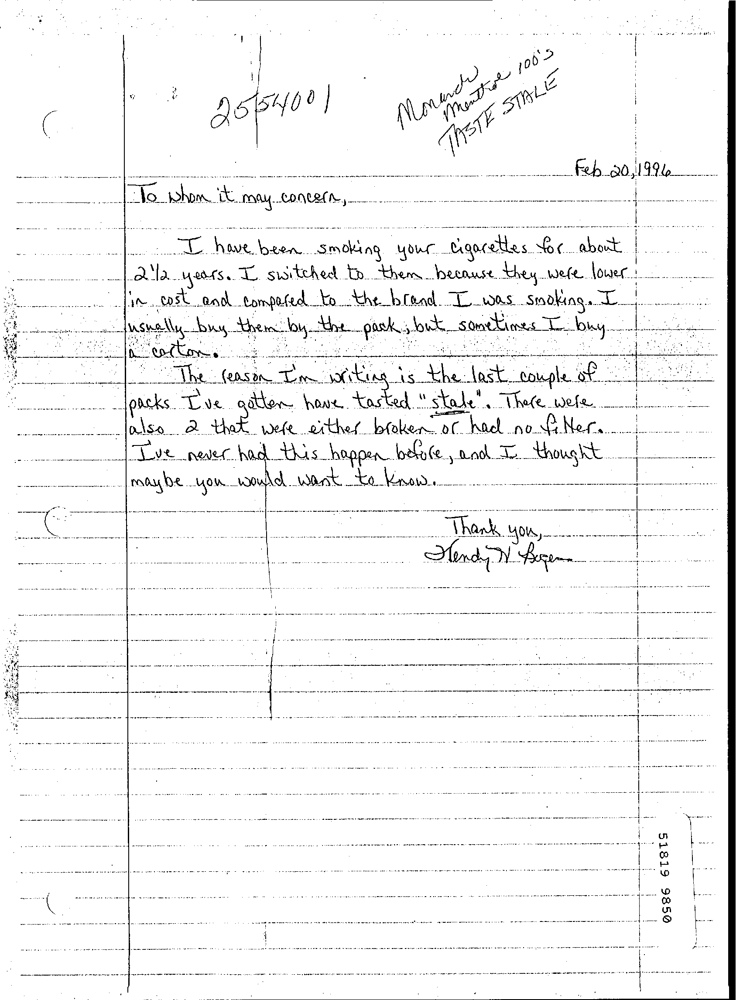 2554001
Monarch
Menthol 100's
TASTE STALE
Feb 20, 1996
To whom it may concern,
I have been smoking your cigarettes for about
2 1/2 years. I switched to them because they were lower
in cost and compared to the brand I was smoking. I
usually buy them by the pack, but sometimes I buy
a carton.
The reason I'm writing is the last couple of
packs I've gotten have tasted "stale". There were
also 2 that were either broken or had no filter.
I've never had this happen before, and I thought
maybe you would want to know.
Thank you,
51819 9850